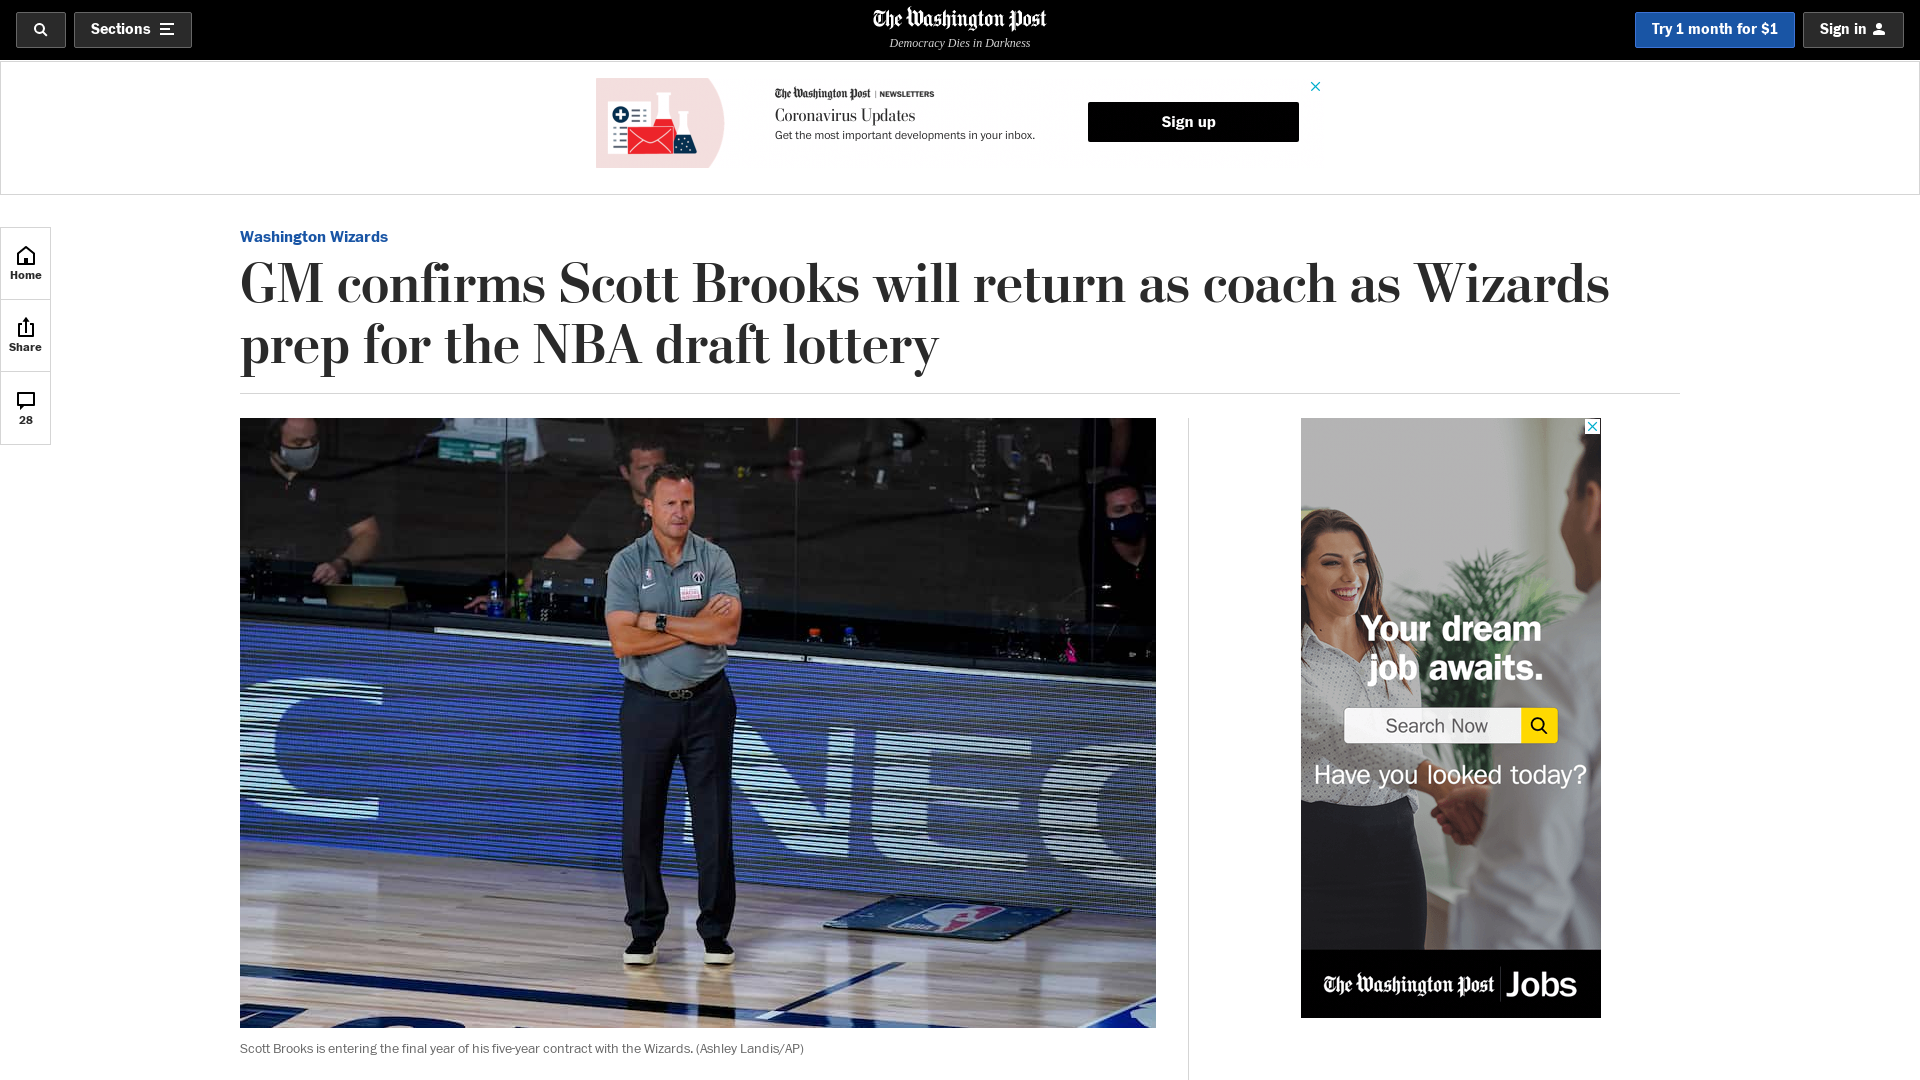 Sections
The Washington Post
Democracy Dies in Darkness
Try 1 month for $1
Sign in
The Washington Post | NEWSLETTERS
Coronavirus Updates
Get the most important developments in your inbox.
Sign up
Home
Share
28
Washington Wizards
GM confirms Scott Brooks will return as coach as Wizards
prep for the NBA draft lottery
C NEC
NBA
Scott Brooks is entering the final year of his five-year contract with the Wizards. (Ashley Landis/AP)
Your dream
job awaits.
Search Now
Have you looked today?
The Washington Post | Jobs